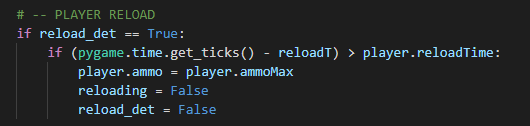 # -- PLAYER RELOAD
if reload_det == True:
if (pygame.time.get_ticks() - reloadT) > player.reloadTime:
player.ammo = player.ammoMax
reloading = False
reload_det = False